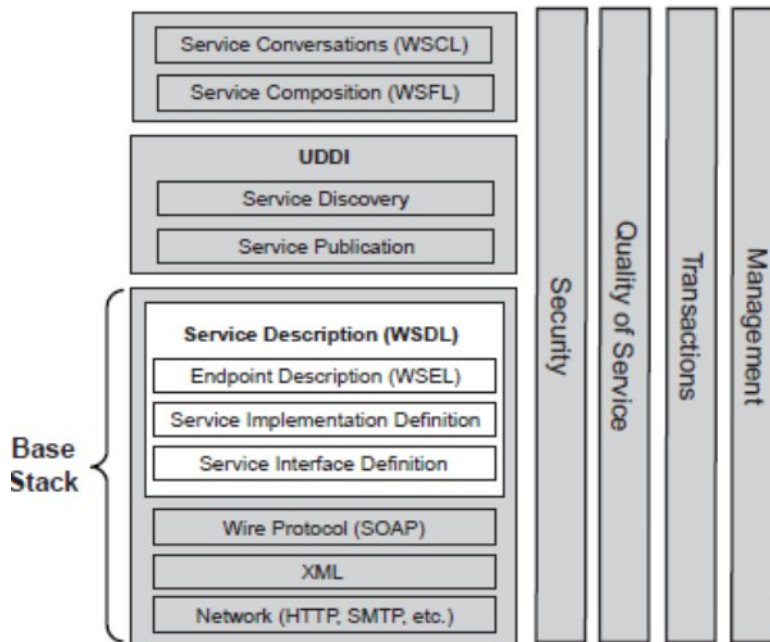 Service Conversations (WSCL)
Service Composition (WSFL)
UDDI
Service Discovery
Service Publication
Service Description (WSDL)
Endpoint Description (WSEL)
Service Implementation Definition
Service Interface Definition
Wire Protocol (SOAP)
XML
Network (HTTP, SMTP, etc.)
Base
Stack
Security
Quality of Service
Transactions
Management